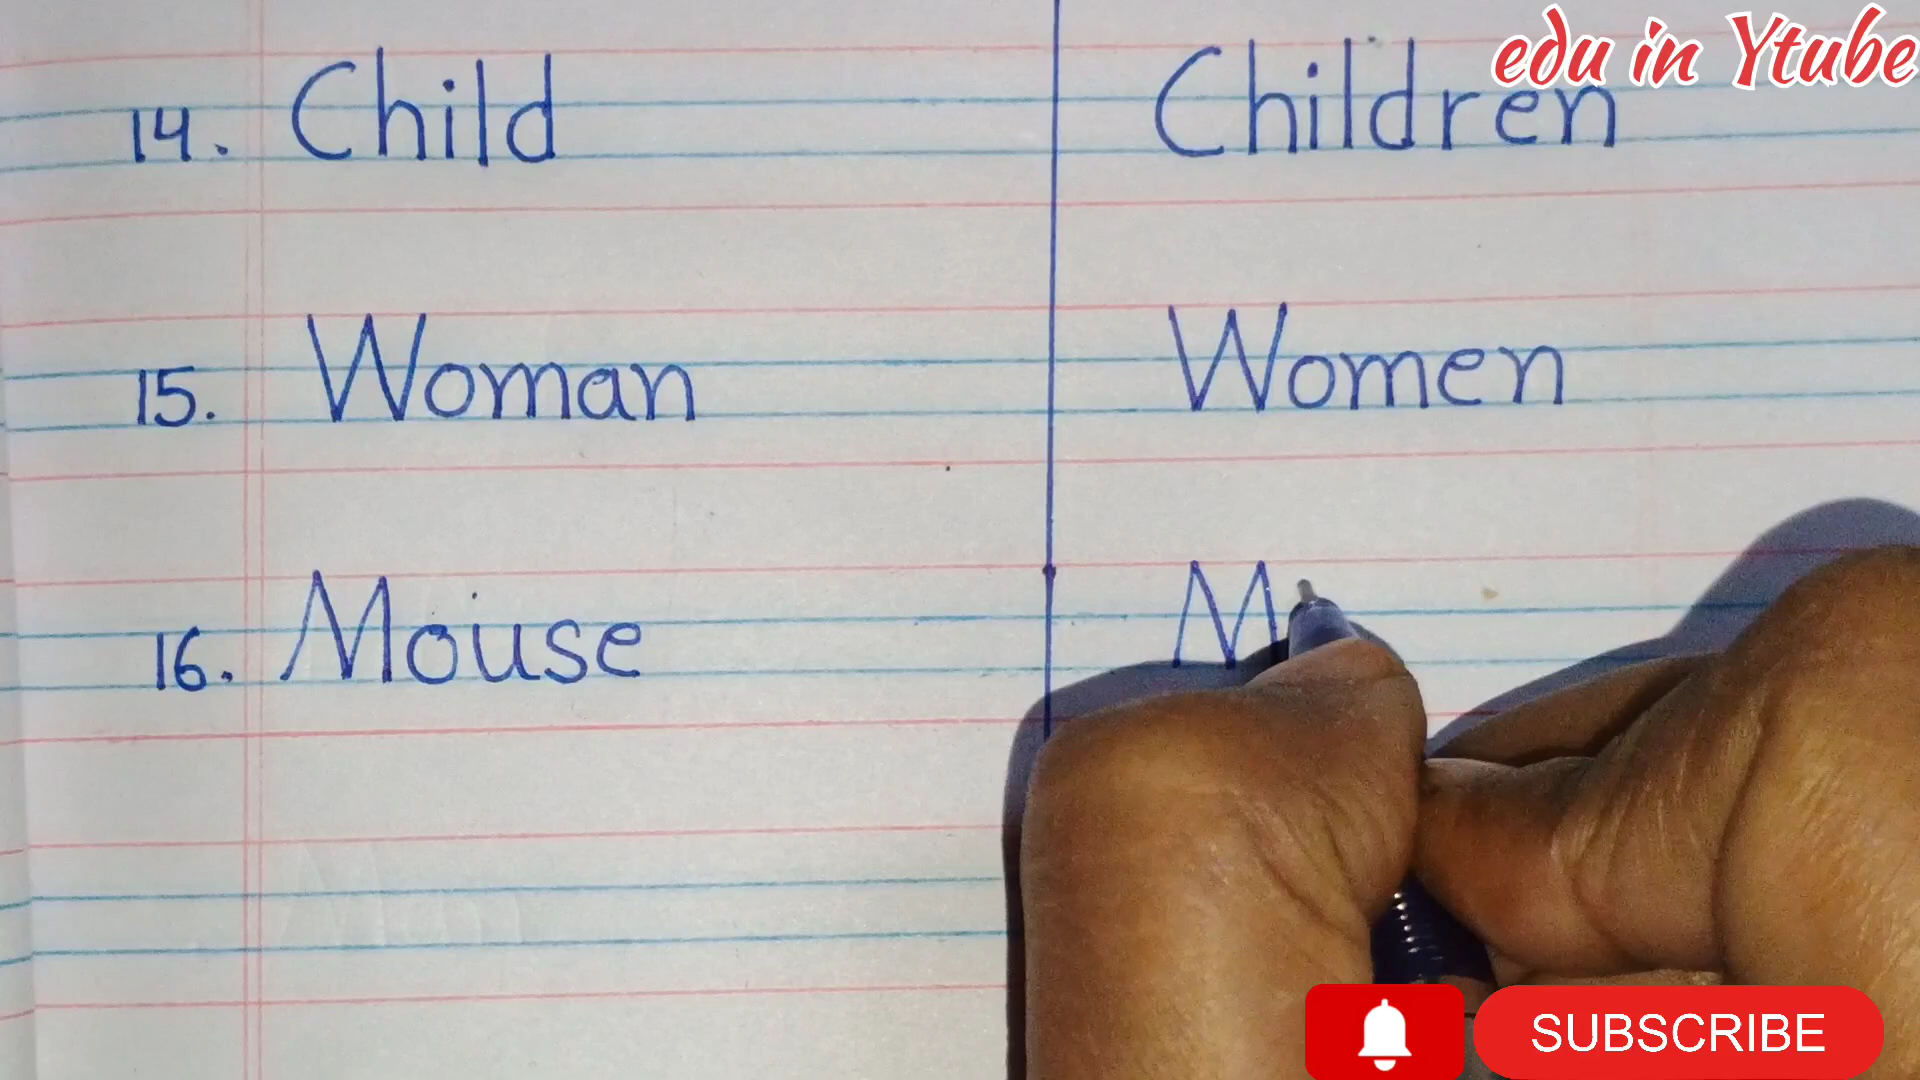 edu in Ytube
14. Child Children
15. Woman Women
16. Mouse M
SUBSCRIBE